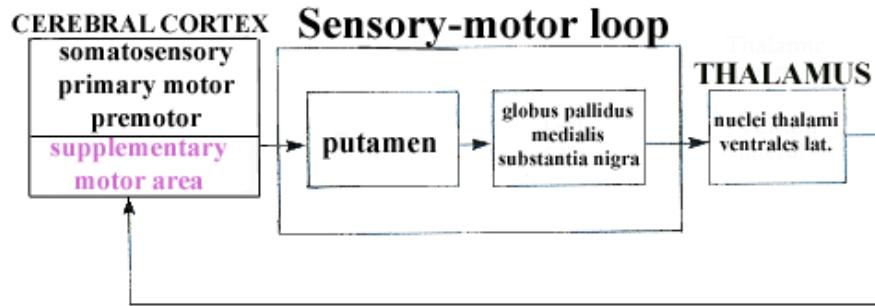 CEREBRAL CORTEX
somatosensory
primary motor
premotor
supplementary
motor area
Sensory-motor loop
putamen
globus pallidus
medialis
substantia nigra
Thalamic
THALAMUS
nuclei thalami
ventrales lat.